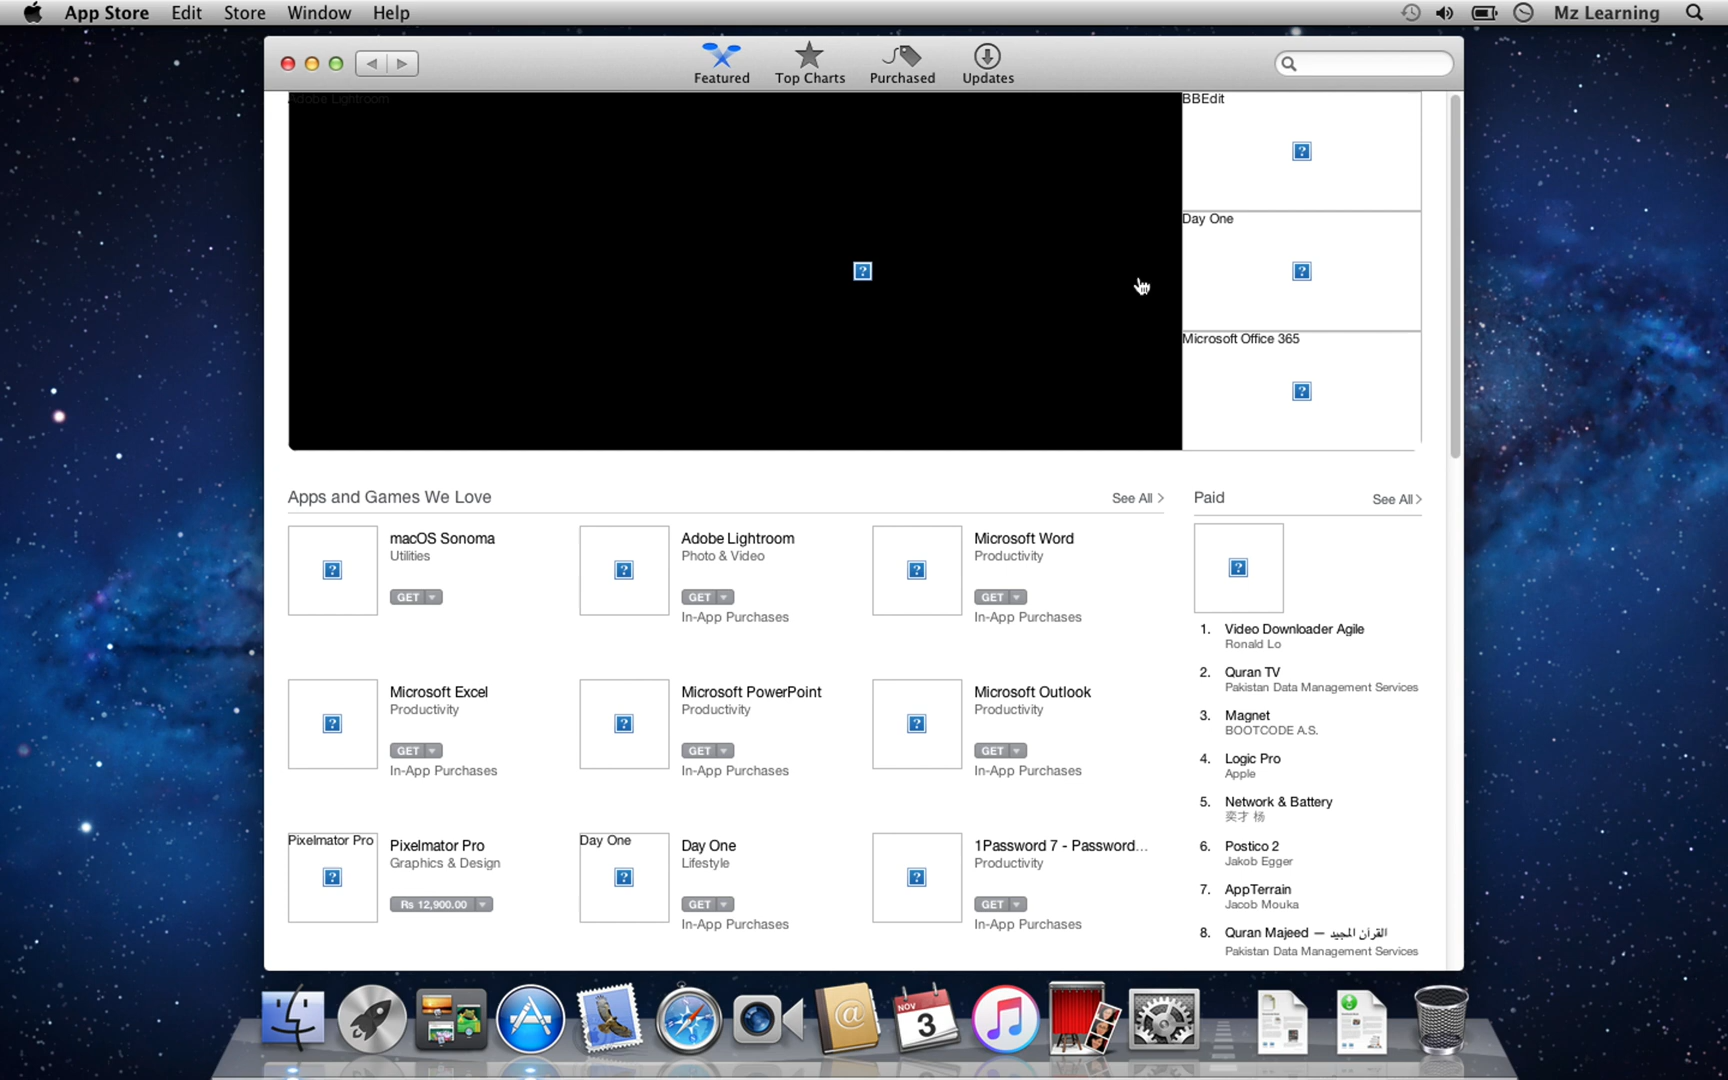 App Store Edit Store Window Help Mz Learning
Featured Top Charts Purchased Updates
Adobe Lightroom
BBEdit
Day One
Microsoft Office 365
Apps and Games We Love See All >
macOS Sonoma
Utilities
GET
Adobe Lightroom
Photo & Video
GET
In-App Purchases
Microsoft Word
Productivity
GET
In-App Purchases
Microsoft Excel
Productivity
GET
In-App Purchases
Microsoft PowerPoint
Productivity
GET
In-App Purchases
Microsoft Outlook
Productivity
GET
In-App Purchases
Pixelmator Pro
Pixelmator Pro
Graphics & Design
Rs 12,900.00
Day One
Day One
Lifestyle
GET
In-App Purchases
1Password 7 - Password...
Productivity
GET
In-App Purchases
Paid See All >
1. Video Downloader Agile
Ronald Lo
2. Quran TV
Pakistan Data Management Services
3. Magnet
BOOTCODE A.S.
4. Logic Pro
Apple
5. Network & Battery
奕才 杨
6. Postico 2
Jakob Egger
7. AppTerrain
Jacob Mouka
8. Quran Majeed — القرآن المجيد
Pakistan Data Management Services
NOV
3